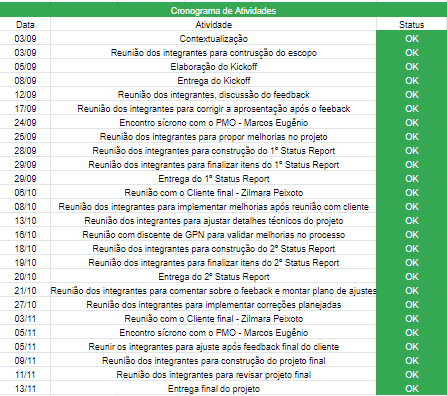 Cronograma de Atividades
Data Atividade Status
03/09 Contextualização OK
03/09 Reunião dos integrantes para contrusção do escopo OK
05/09 Elaboração do Kickoff OK
08/09 Entrega do Kickoff OK
12/09 Reunião dos integrantes, discussão do feedback OK
17/09 Reunião dos integrantes para corrigir a aprosentação após o feeback OK
24/09 Encontro sícrono com o PMO - Marcos Eugênio OK
25/09 Reunião dos integrantes para propor melhorias no projeto OK
28/09 Reunião dos integrantes para construção do 1º Status Report OK
29/09 Reunião dos integrantes para finalizar itens do 1º Status Report OK
29/09 Entrega do 1º Status Report OK
06/10 Reunião com o Cliente final - Zilmara Peixoto OK
08/10 Reunião dos integrantes para implementar melhorias após reunião com cliente OK
13/10 Reunião dos integrantes para ajustar detalhes técnicos do projeto OK
16/10 Reunião com discente de GPN para validar melhorias no processo OK
18/10 Reunião dos integrantes para construção do 2º Status Report OK
19/10 Reunião dos integrantes para finalizar itens do 2º Status Report OK
20/10 Entrega do 2º Status Report OK
21/10 Reunião dos integrantes para comentar sobre o feeback e montar plano de ajustes OK
27/10 Reunião dos integrantes para implementar correções planejadas OK
03/11 Reunião com o Cliente final - Zilmara Peixoto OK
05/11 Encontro sícrono com o PMO - Marcos Eugênio OK
05/11 Reunir os integrantes para ajuste após feedback final do cliente OK
09/11 Reunião dos integrantes para construção do projeto final OK
11/11 Reunião dos integrantes para revisar projeto final OK
13/11 Entrega final do projeto OK